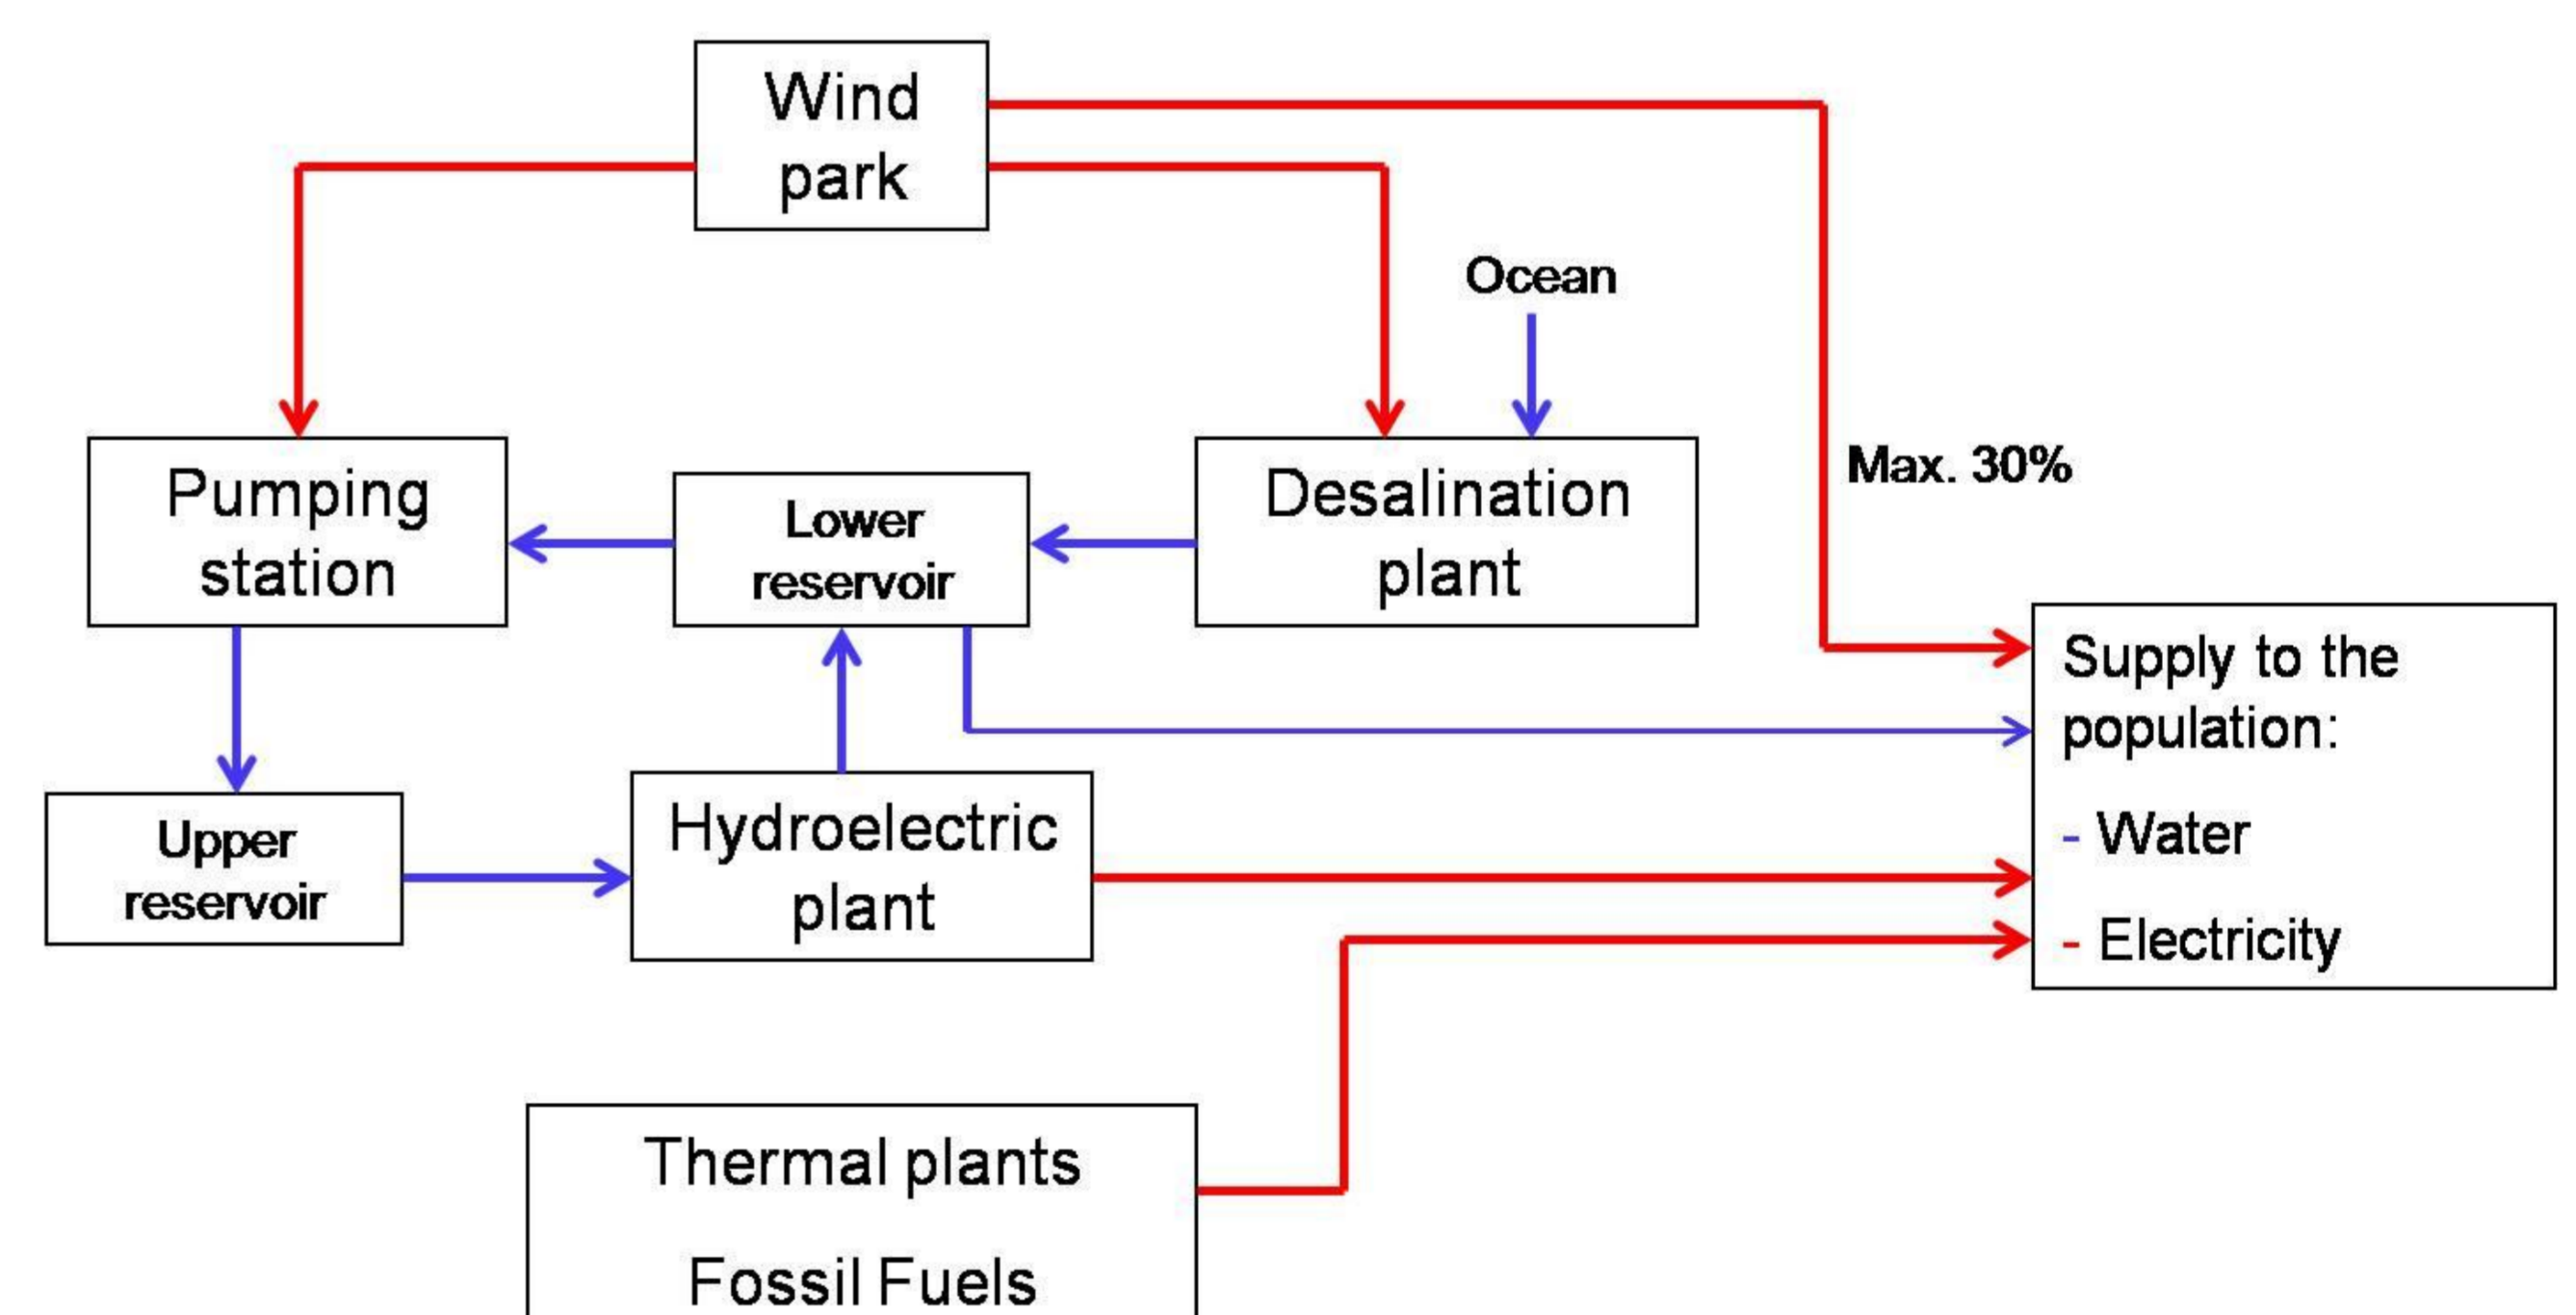 Wind
park
Ocean
Max. 30%
Pumping
station
Lower
reservoir
Desalination
plant
Supply to the
population:
- Water
- Electricity
Upper
reservoir
Hydroelectric
plant
Thermal plants
Fossil Fuels